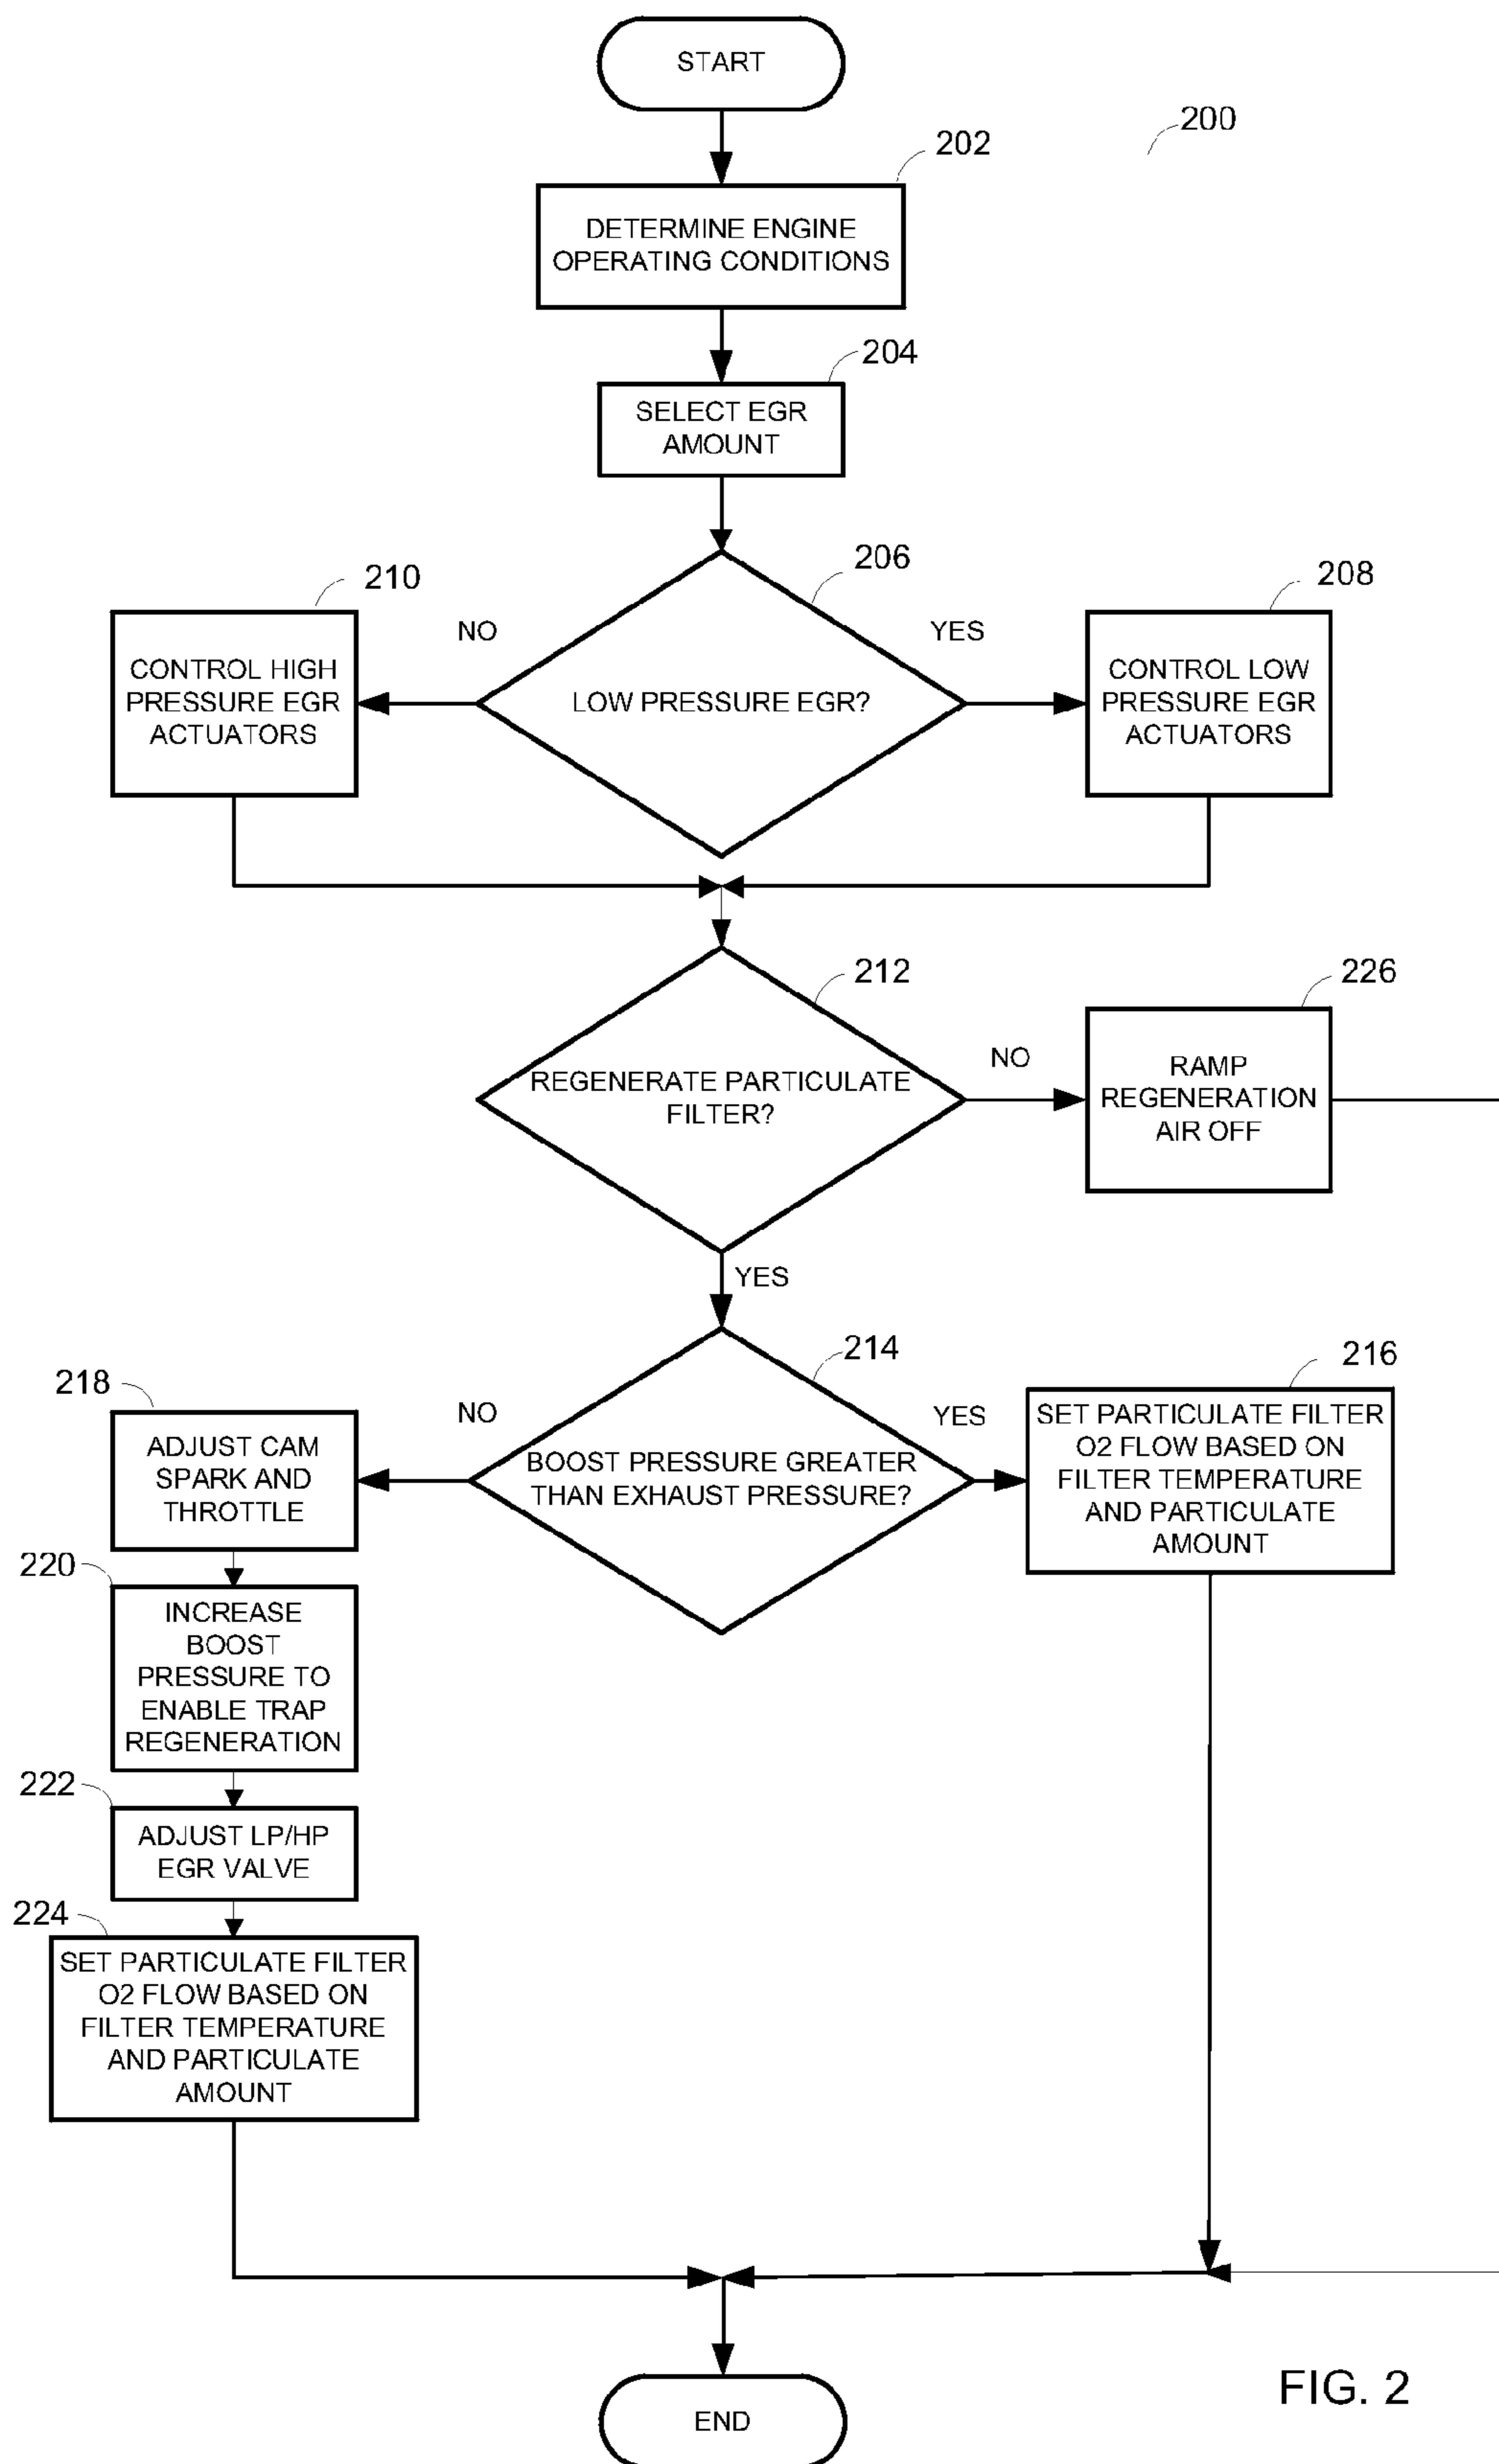 START
200
202
DETERMINE ENGINE
OPERATING CONDITIONS
204
SELECT EGR
AMOUNT
206
210
208
NO
YES
CONTROL HIGH
PRESSURE EGR
ACTUATORS
LOW PRESSURE EGR?
CONTROL LOW
PRESSURE EGR
ACTUATORS
212
226
REGENERATE PARTICULATE
FILTER?
NO
RAMP
REGENERATION
AIR OFF
YES
214
216
218
NO
YES
ADJUST CAM
SPARK AND
THROTTLE
BOOST PRESSURE GREATER
THAN EXHAUST PRESSURE?
SET PARTICULATE FILTER
O2 FLOW BASED ON
FILTER TEMPERATURE
AND PARTICULATE
AMOUNT
220
INCREASE
BOOST
PRESSURE TO
ENABLE TRAP
REGENERATION
222
ADJUST LP/HP
EGR VALVE
224
SET PARTICULATE FILTER
O2 FLOW BASED ON
FILTER TEMPERATURE
AND PARTICULATE
AMOUNT
FIG. 2
END